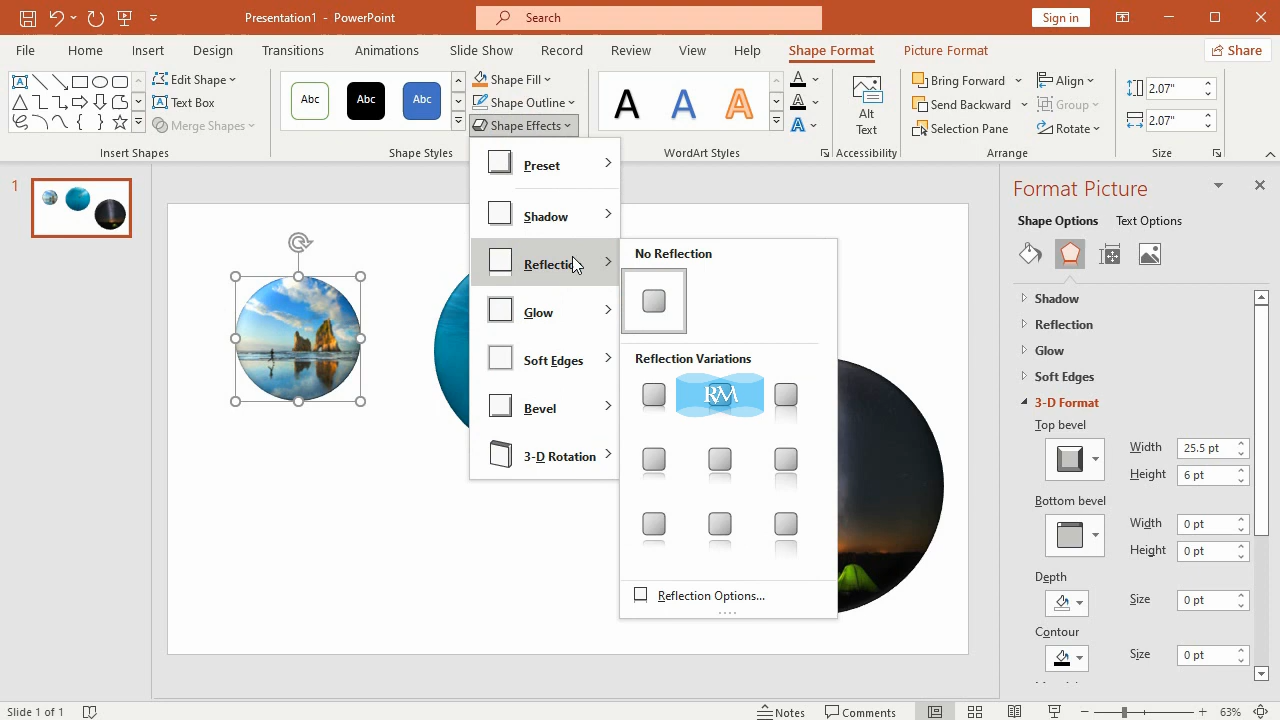 Presentation1 - PowerPoint
Search
Sign in
File Home Insert Design Transitions Animations Slide Show Record Review View Help Shape Format Picture Format Share
Edit Shape
Text Box
Merge Shapes
Insert Shapes
Abc Abc Abc
Shape Fill
Shape Outline
Shape Effects
Shape Styles
A A A
WordArt Styles
Alt
Text
Accessibility
Bring Forward
Send Backward
Selection Pane
Align
Group
Rotate
Arrange
2.07"
2.07"
Size
1
Preset
Shadow
Reflection
Glow
Soft Edges
Bevel
3-D Rotation
No Reflection
Reflection Variations
RM
Reflection Options...
Format Picture
Shape Options Text Options
Shadow
Reflection
Glow
Soft Edges
3-D Format
Top bevel
Width 25.5 pt
Height 6 pt
Bottom bevel
Width 0 pt
Height 0 pt
Depth
Size 0 pt
Contour
Size 0 pt
Slide 1 of 1
Notes
Comments
63%